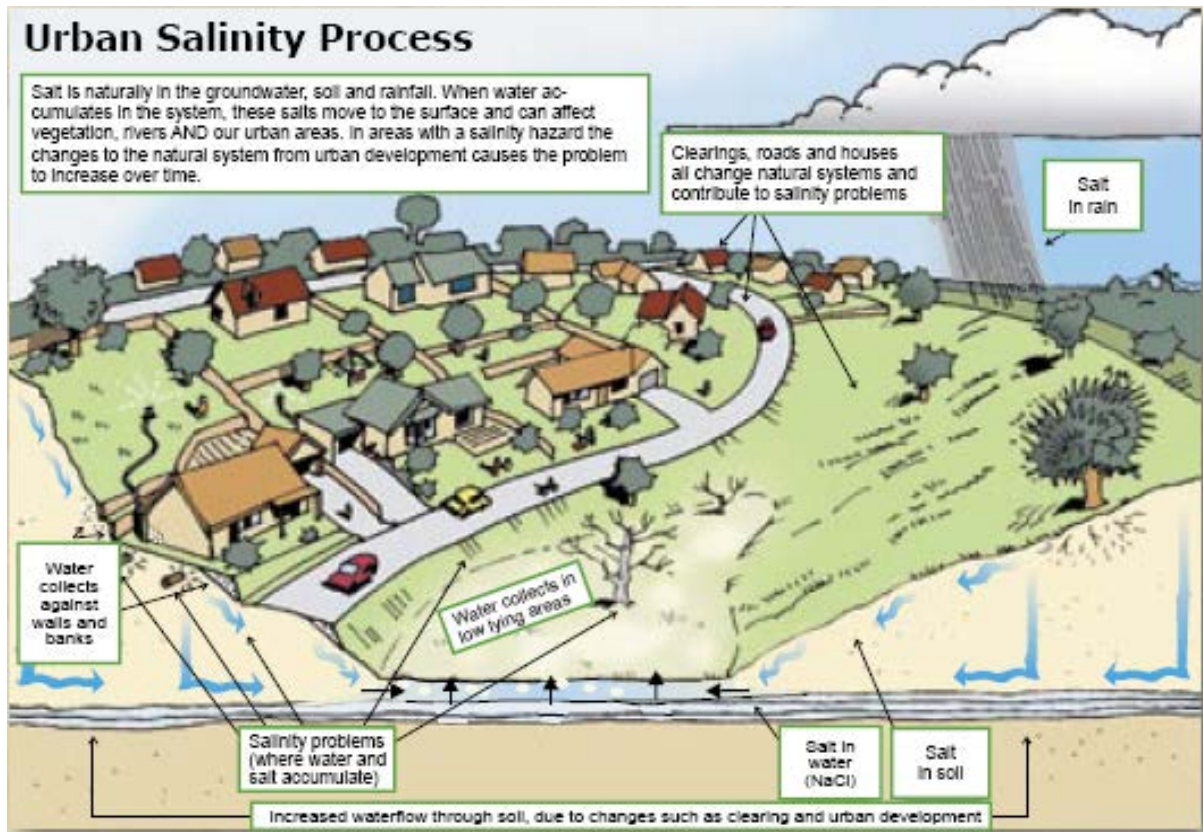 Urban Salinity Process
Salt is naturally in the groundwater, soil and rainfall. When water ac-
cumulates in the system, these salts move to the surface and can affect
vegetation, rivers AND our urban areas. In areas with a salinity hazard the
changes to the natural system from urban development causes the problem
to increase over time.
Clearings, roads and houses
all change natural systems and
contribute to salinity problems
Salt
in rain
Water
collects
against
walls and
banks
Water collects in
low lying areas
Salinity problems
(where water and
salt accumulate)
Salt in
water
(NaCl)
Salt
in soil
Increased waterflow through soil, due to changes such as clearing and urban development